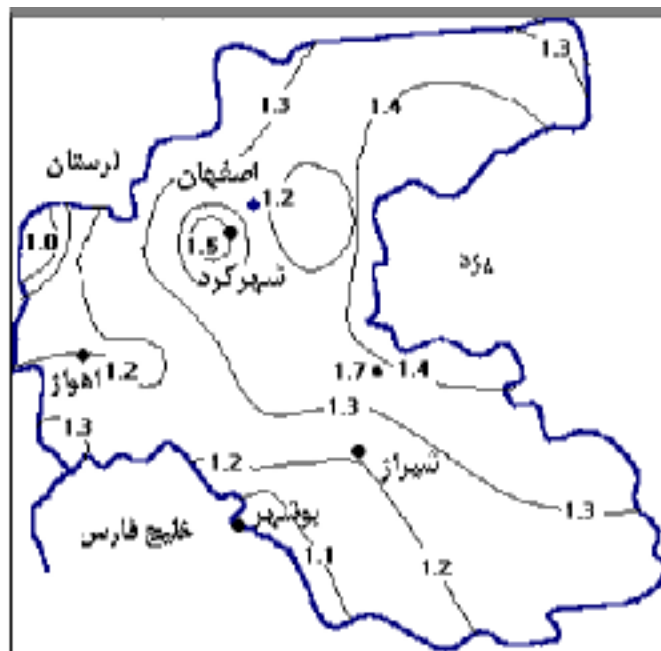 1.3
1.3
1.4
لرستان
اصفهان
1.2
1.0
1.5
شهركرد
یزد
1.2
اهواز
1.7
1.4
1.3
1.3
1.2
شیراز
1.3
بوشهر
خلیج فارس
1.1
1.2